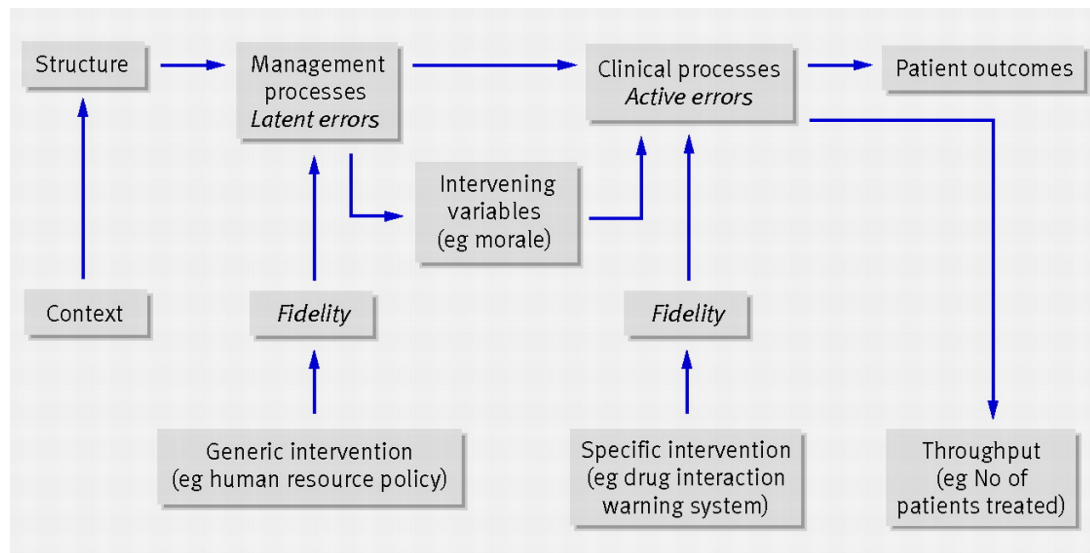 Structure
Management
processes
Latent errors
Clinical processes
Active errors
Patient outcomes
Intervening
variables
(eg morale)
Context
Fidelity
Fidelity
Generic intervention
(eg human resource policy)
Specific intervention
(eg drug interaction
warning system)
Throughput
(eg No of
patients treated)